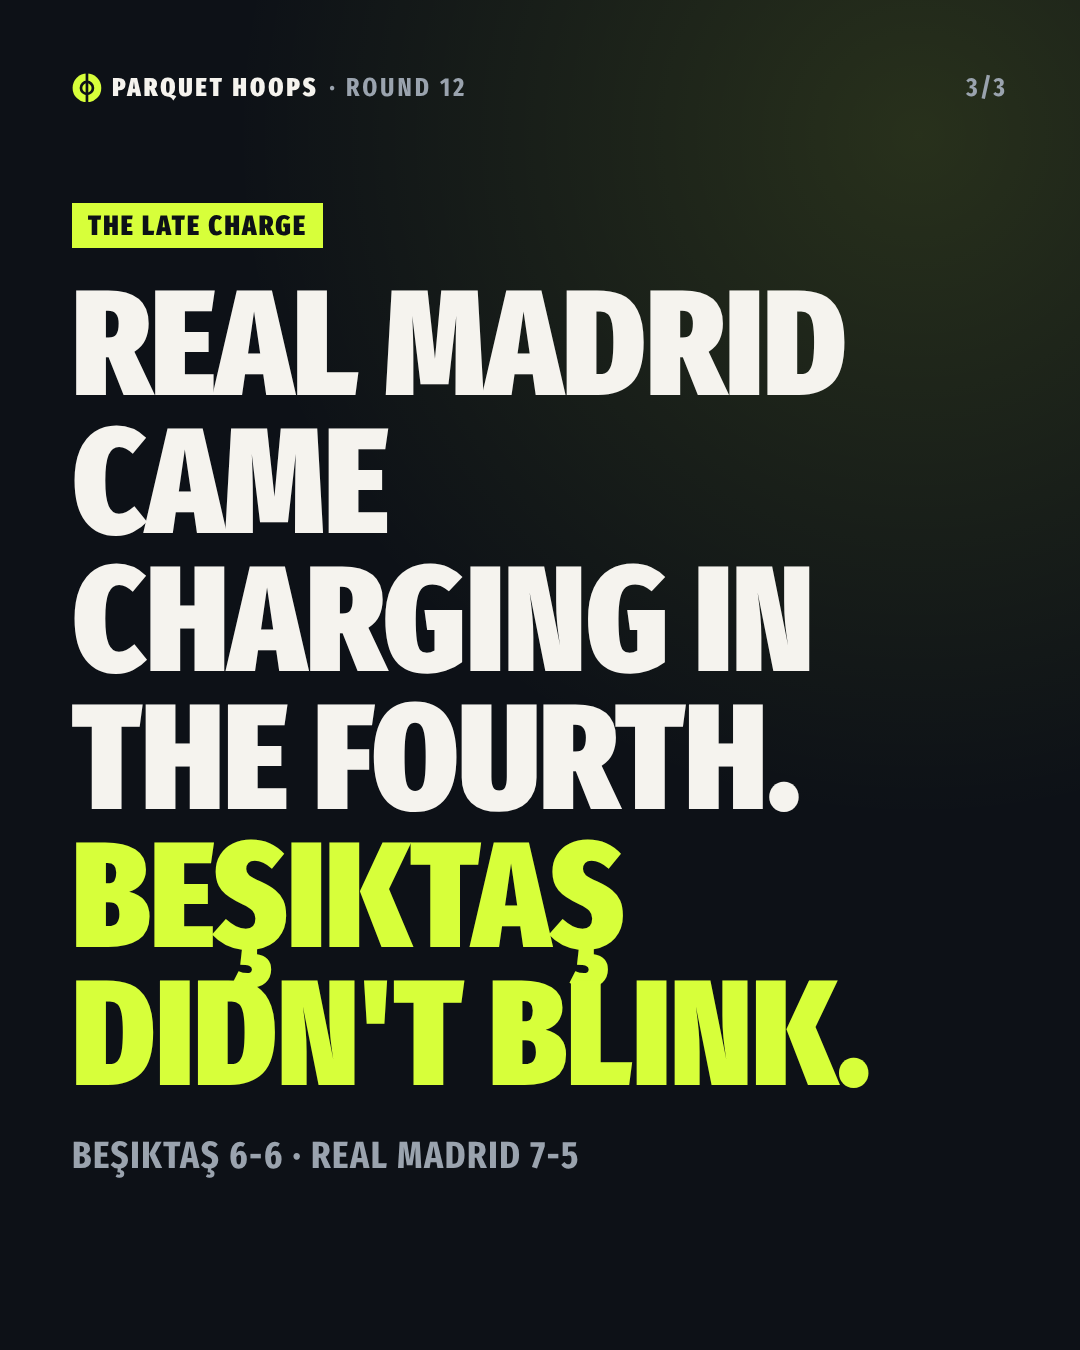 PARQUET HOOPS · ROUND 12
3/3
THE LATE CHARGE
REAL MADRID
CAME
CHARGING IN
THE FOURTH.
BEŞIKTAŞ
DIDN'T BLINK.
BEŞIKTAŞ 6-6 · REAL MADRID 7-5